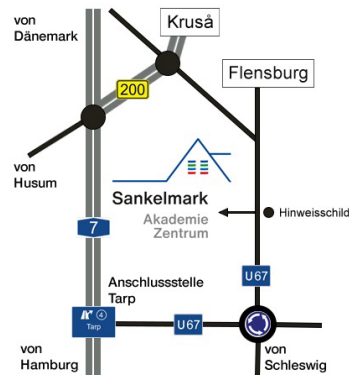 von
Dänemark
Kruså
200
Flensburg
von
Husum
Sankelmark
Akademie
Zentrum
Hinweisschild
7
U67
Anschlussstelle
Tarp
4
Tarp
U67
von
Hamburg
von
Schleswig